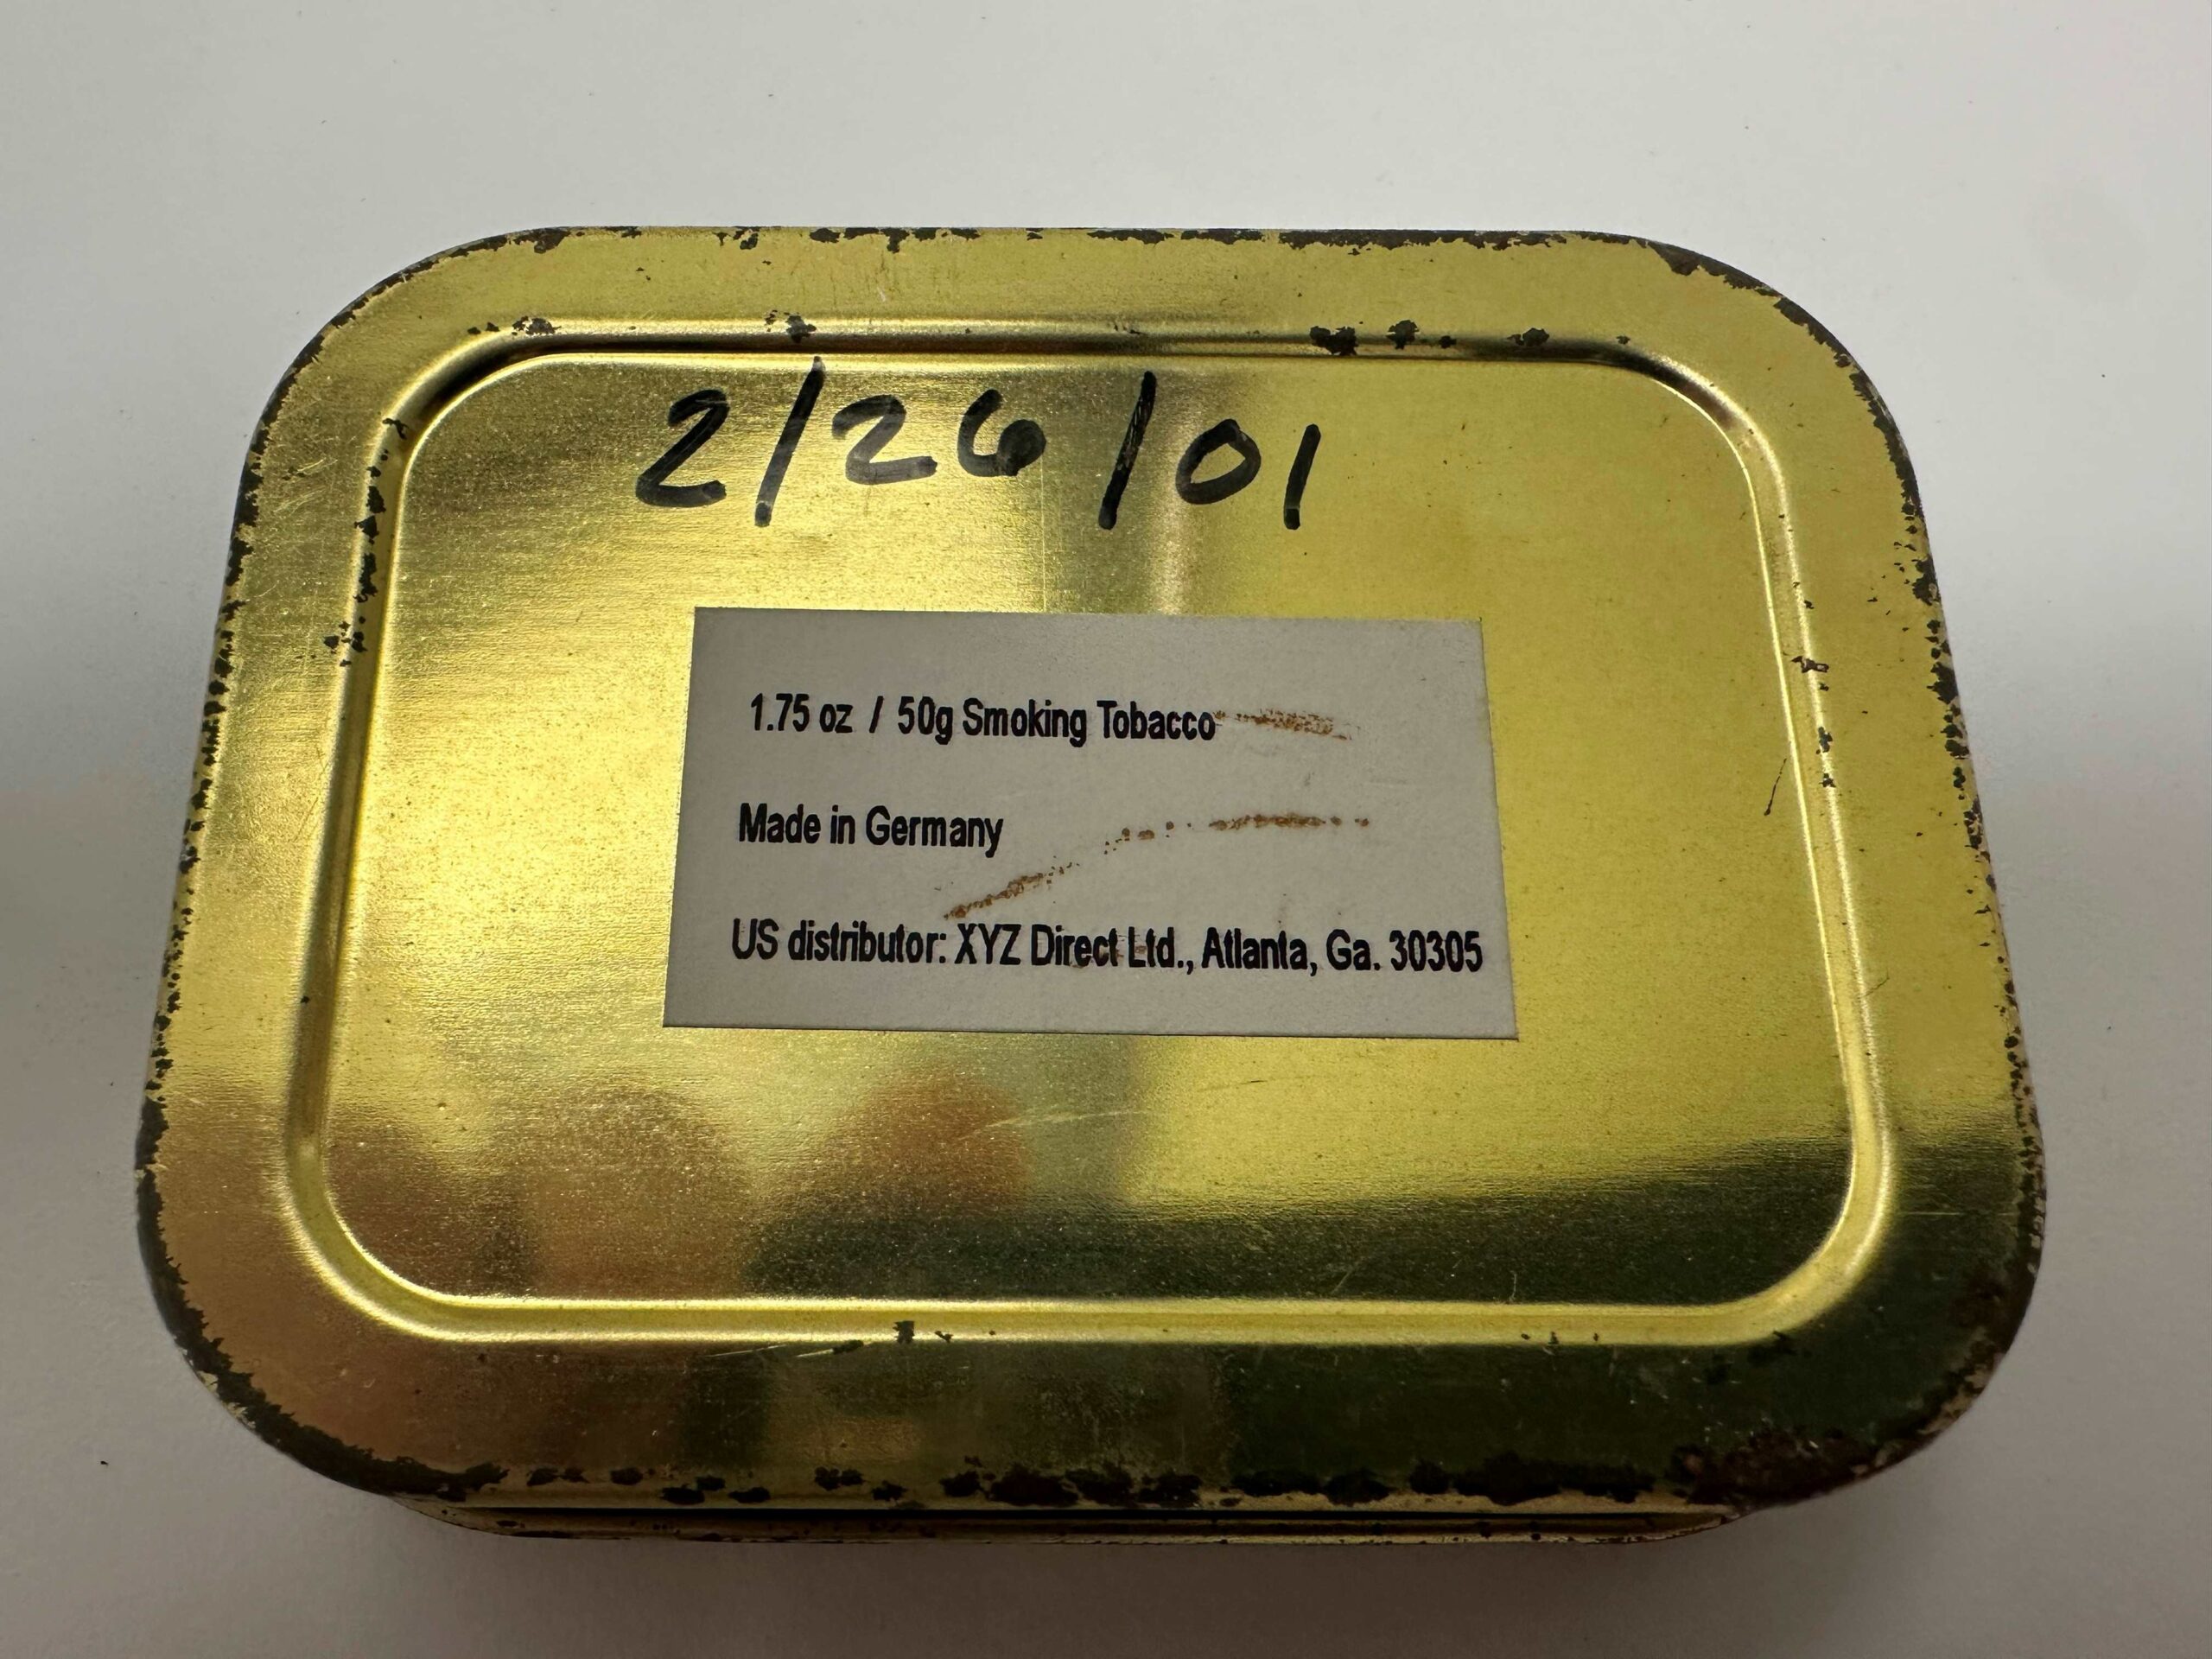 2/26/01
1.75 oz / 50g Smoking Tobacco
Made in Germany
US distributor: XYZ Direct Ltd., Atlanta, Ga. 30305